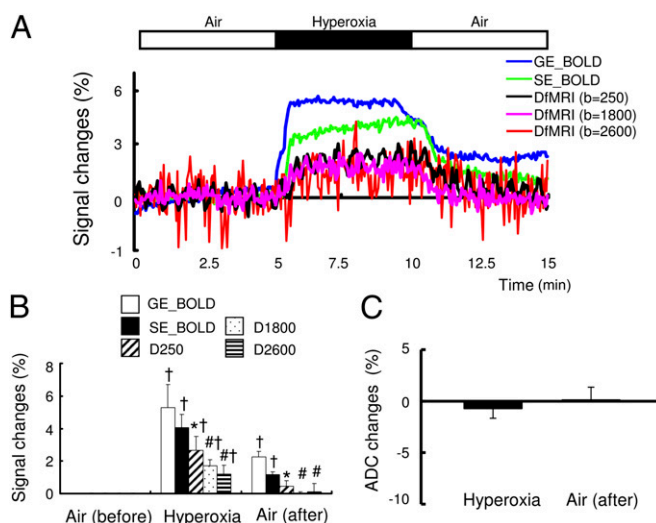 A
Air Hyperoxia Air
GE_BOLD
SE_BOLD
DfMRI (b=250)
DfMRI (b=1800)
DfMRI (b=2600)
Signal changes (%)
6
3
0
-1
0 2.5 5 7.5 10 12.5 15
Time (min)
B
GE_BOLD
SE_BOLD D1800
D250 D2600
Signal changes (%)
8
6
4
2
0
† † *† #† #† † † * # #
Air (before) Hyperoxia Air (after)
C
ADC changes (%)
5
0
-5
-10
Hyperoxia Air (after)